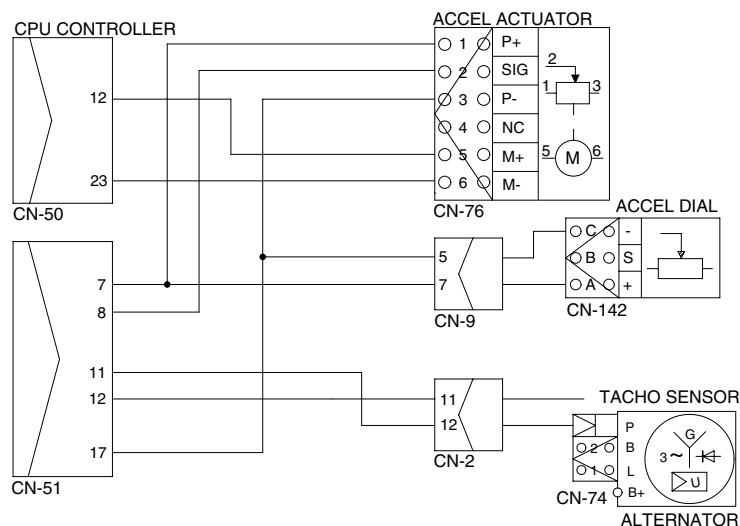 CPU CONTROLLER
12
23
CN-50
7
8
11
12
17
CN-51
ACCEL ACTUATOR
1 P+
2 SIG
3 P-
4 NC
5 M+
6 M-
2
1 3
5 M 6
CN-76
5
7
CN-9
ACCEL DIAL
C -
B S
A +
CN-142
11
12
CN-2
TACHO SENSOR
P
2 B
1 L
B+
G
3~
U
CN-74
ALTERNATOR